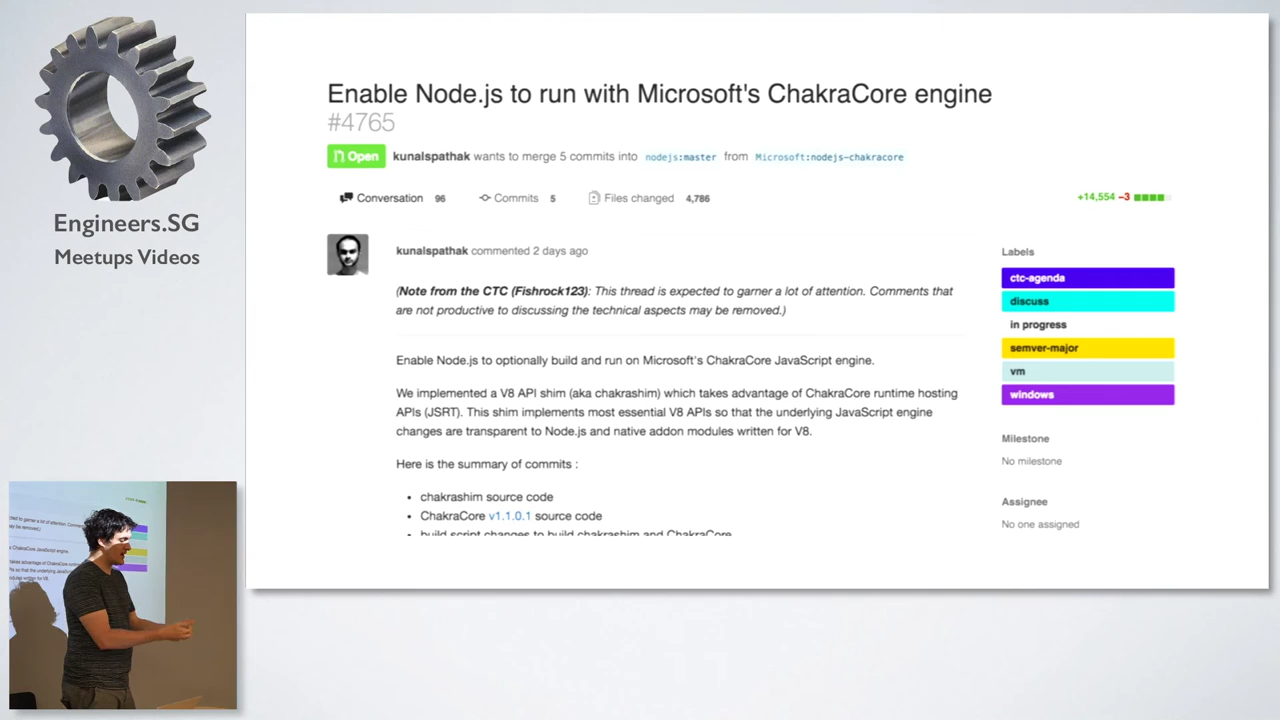 Engineers.SG
Meetups Videos
Enable Node.js to run with Microsoft's ChakraCore engine
#4765
Open kunalspathak wants to merge 5 commits into nodejs:master from Microsoft:nodejs-chakracore
Conversation 96 Commits 5 Files changed 4,786 +14,554 −3
kunalspathak commented 2 days ago
(Note from the CTC (Fishrock123): This thread is expected to garner a lot of attention. Comments that
are not productive to discussing the technical aspects may be removed.)
Enable Node.js to optionally build and run on Microsoft's ChakraCore JavaScript engine.
We implemented a V8 API shim (aka chakrashim) which takes advantage of ChakraCore runtime hosting
APIs (JSRT). This shim implements most essential V8 APIs so that the underlying JavaScript engine
changes are transparent to Node.js and native addon modules written for V8.
Here is the summary of commits :
• chakrashim source code
• ChakraCore v1.1.0.1 source code
• build script changes to build chakrashim and ChakraCore
Labels
ctc-agenda
discuss
in progress
semver-major
vm
windows
Milestone
No milestone
Assignee
No one assigned